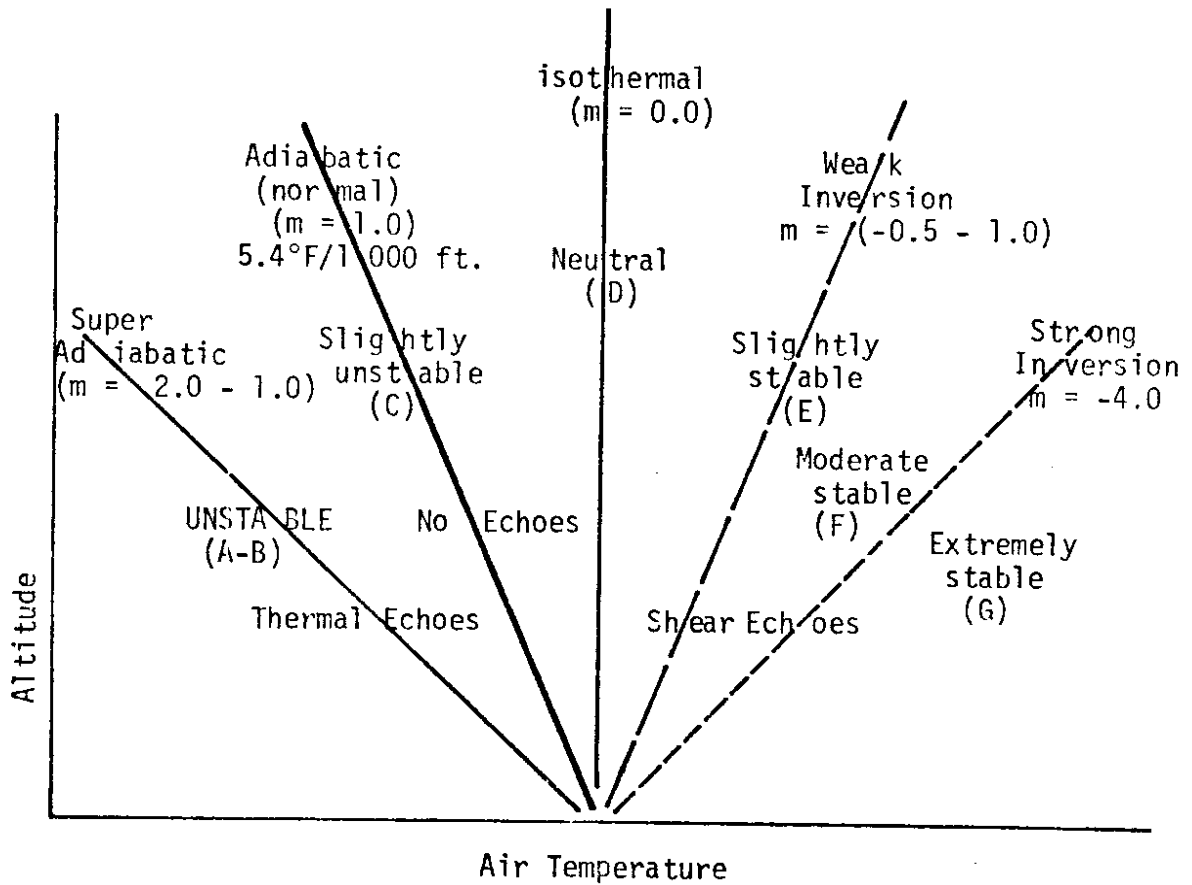 isothermal
(m = 0.0)
Adiabatic
(normal)
(m = 1.0)
5.4°F/1000 ft.
Weak
Inversion
m = (-0.5 - 1.0)
Neutral
(D)
Super
Adiabatic
(m = 2.0 - 1.0)
Slightly
unstable
(C)
Slightly
stable
(E)
Strong
Inversion
m = -4.0
Moderate
stable
(F)
UNSTABLE
(A-B)
No Echoes
Extremely
stable
(G)
Thermal Echoes
Shear Echoes
Altitude
Air Temperature